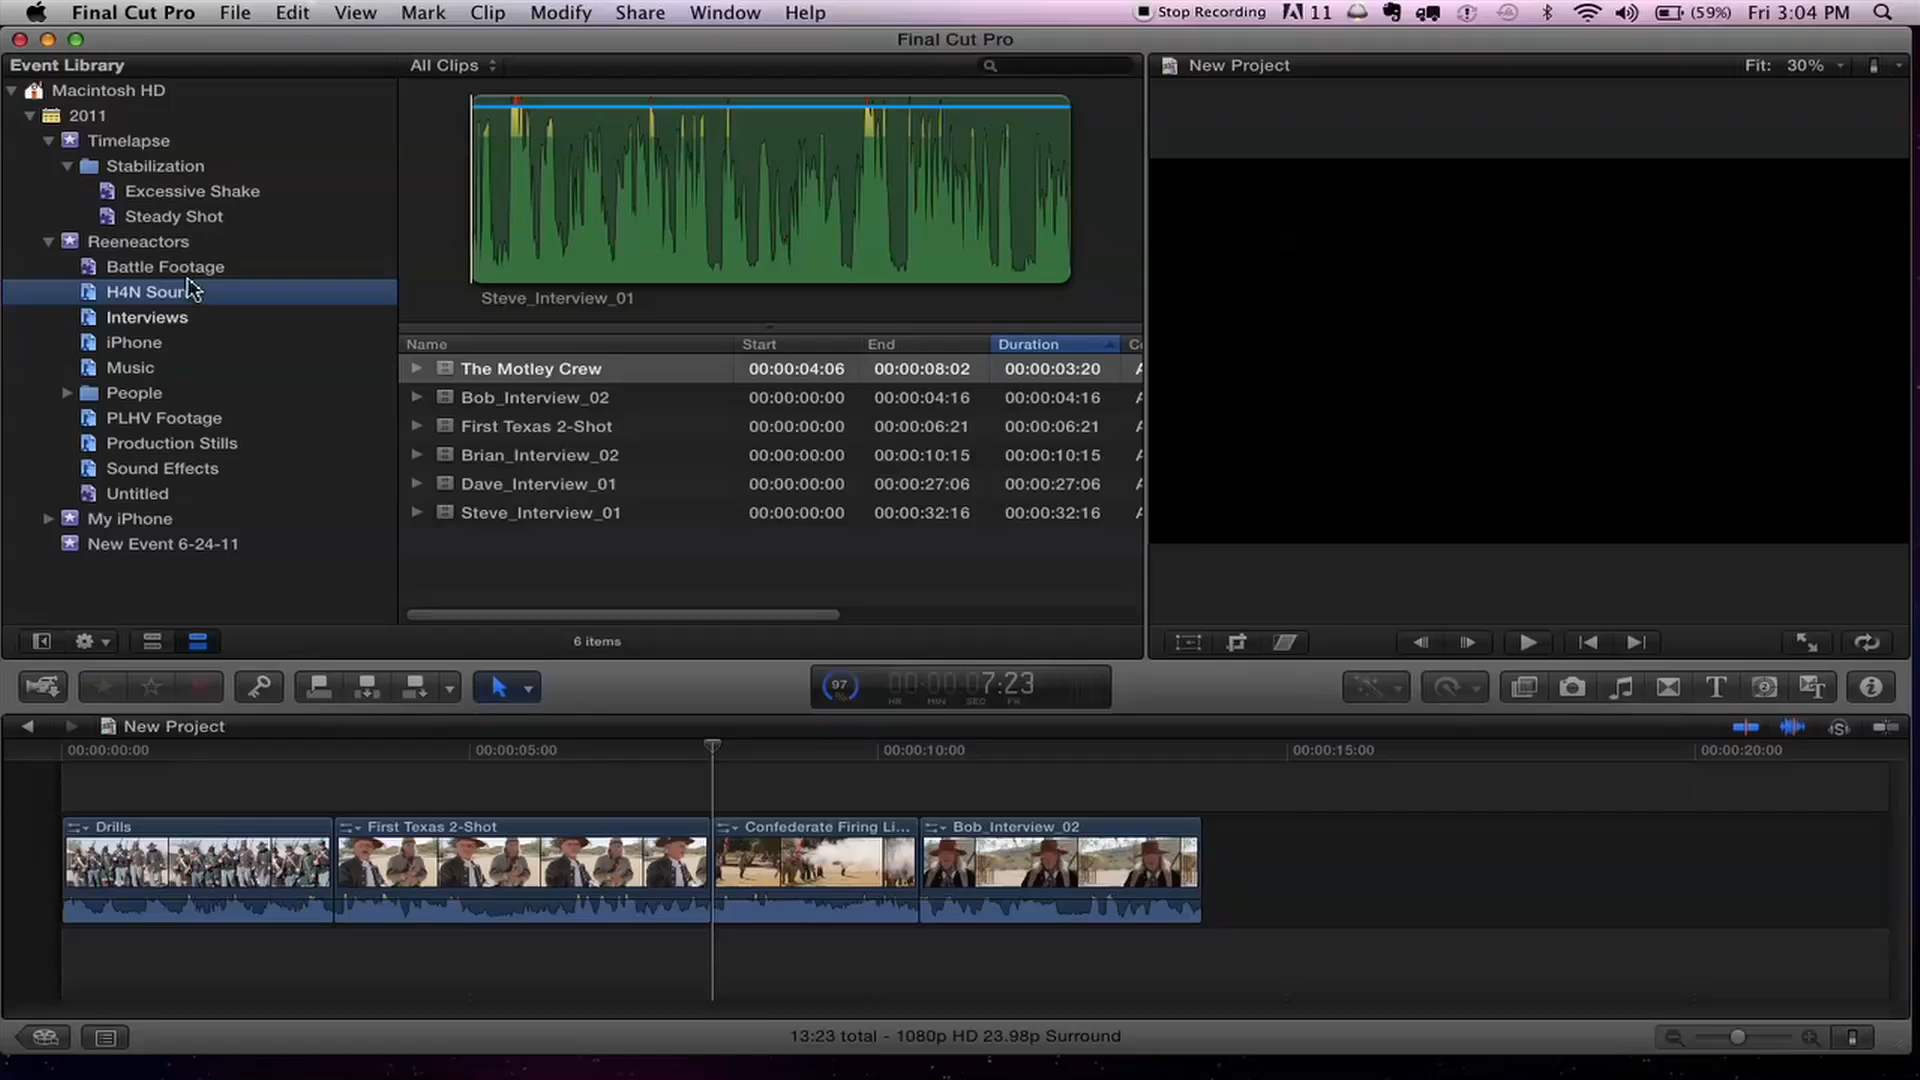 Final Cut Pro File Edit View Mark Clip Modify Share Window Help Stop Recording 11 (59%) Fri 3:04 PM
Final Cut Pro
Event Library
All Clips
New Project
Fit: 30%
Macintosh HD
2011
Timelapse
Stabilization
Excessive Shake
Steady Shot
Reeneactors
Battle Footage
H4N Soun
Interviews
iPhone
Music
People
PLHV Footage
Production Stills
Sound Effects
Untitled
My iPhone
New Event 6-24-11
Steve_Interview_01
Name Start End Duration C
The Motley Crew 00:00:04:06 00:00:08:02 00:00:03:20 A
Bob_Interview_02 00:00:00:00 00:00:04:16 00:00:04:16 A
First Texas 2-Shot 00:00:00:00 00:00:06:21 00:00:06:21 A
Brian_Interview_02 00:00:00:00 00:00:10:15 00:00:10:15 A
Dave_Interview_01 00:00:00:00 00:00:27:06 00:00:27:06 A
Steve_Interview_01 00:00:00:00 00:00:32:16 00:00:32:16 A
6 items
97 % 00:00:07:23
HR MIN SEC FR
New Project
00:00:00:00 00:00:05:00 00:00:10:00 00:00:15:00 00:00:20:00
Drills First Texas 2-Shot Confederate Firing Li... Bob_Interview_02
13:23 total - 1080p HD 23.98p Surround